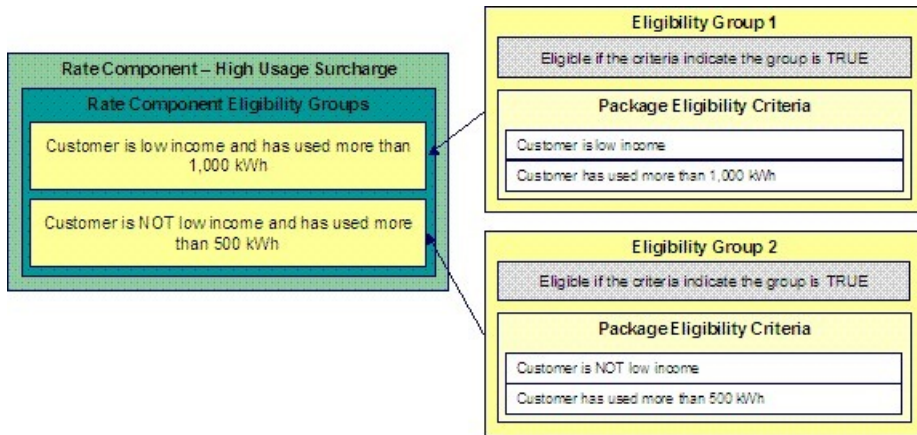 Rate Component – High Usage Surcharge
Rate Component Eligibility Groups
Customer is low income and has used more than
1,000 kWh
Customer is NOT low income and has used more
than 500 kWh
Eligibility Group 1
Eligible if the criteria indicate the group is TRUE
Package Eligibility Criteria
Customer is low income
Customer has used more than 1,000 kWh
Eligibility Group 2
Eligible if the criteria indicate the group is TRUE
Package Eligibility Criteria
Customer is NOT low income
Customer has used more than 500 kWh